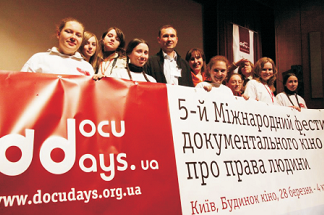 DOCU
DAYS.UA
www.docudays.org.ua
5-й Міжнародний
документального кіно
про права людини
Київ, Будинок кіно, 28 березня - 4